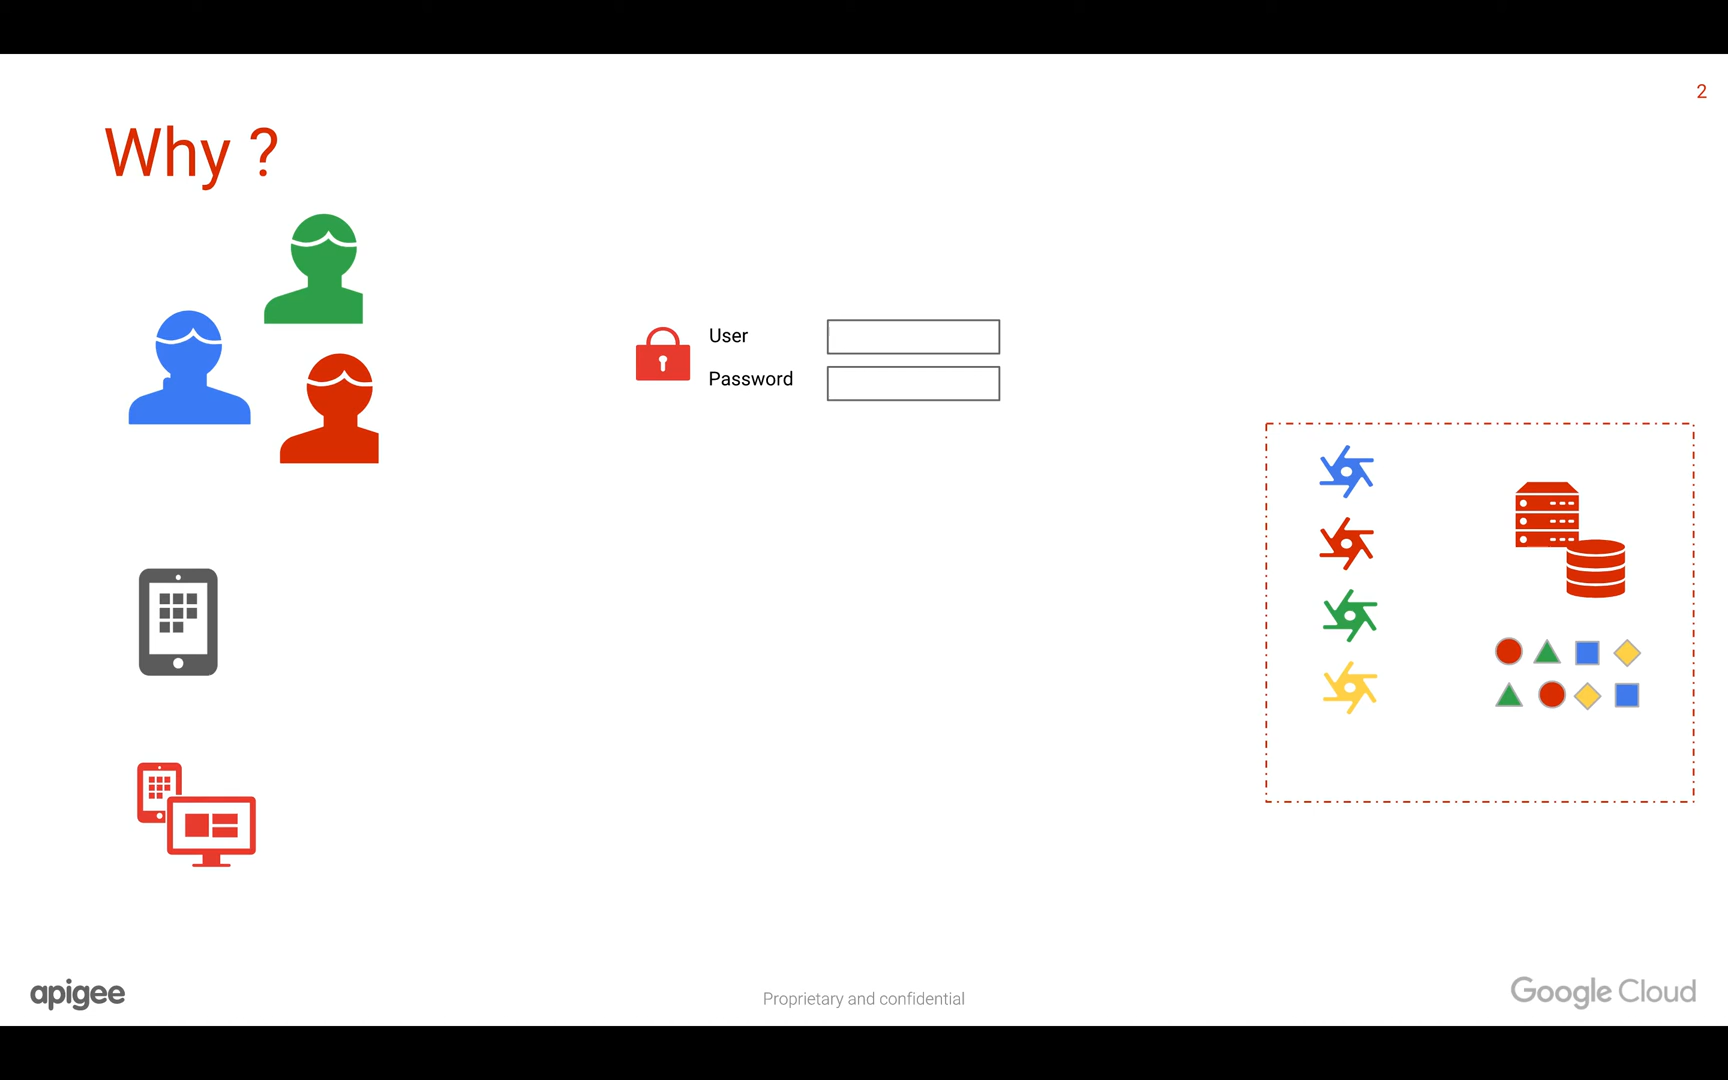 2
Why ?
User
Password
apigee
Proprietary and confidential
Google Cloud